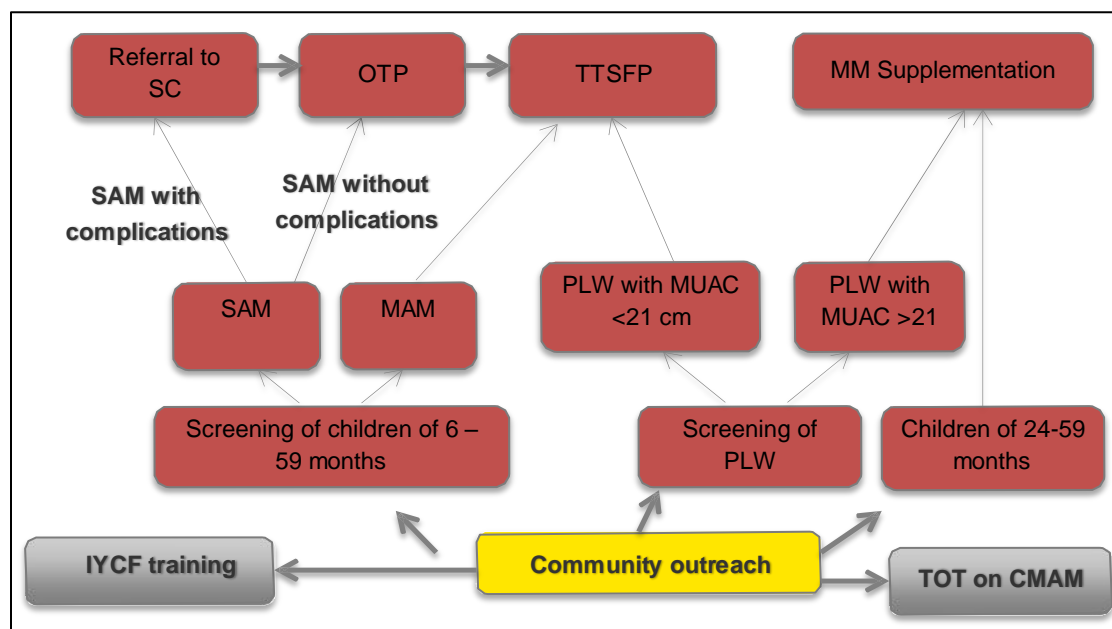 Referral to
SC
OTP
TTSFP
MM Supplementation
SAM with
complications
SAM without
complications
SAM
MAM
PLW with MUAC
<21 cm
PLW with
MUAC >21
Screening of children of 6 –
59 months
Screening of
PLW
Children of 24-59
months
IYCF training
Community outreach
TOT on CMAM